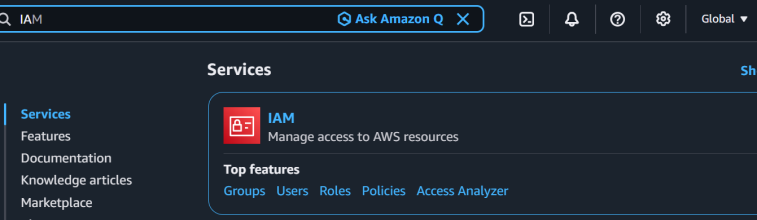 IAM Ask Amazon Q Global
Services Sh
Services
Features
Documentation
Knowledge articles
Marketplace
IAM
Manage access to AWS resources
Top features
Groups Users Roles Policies Access Analyzer